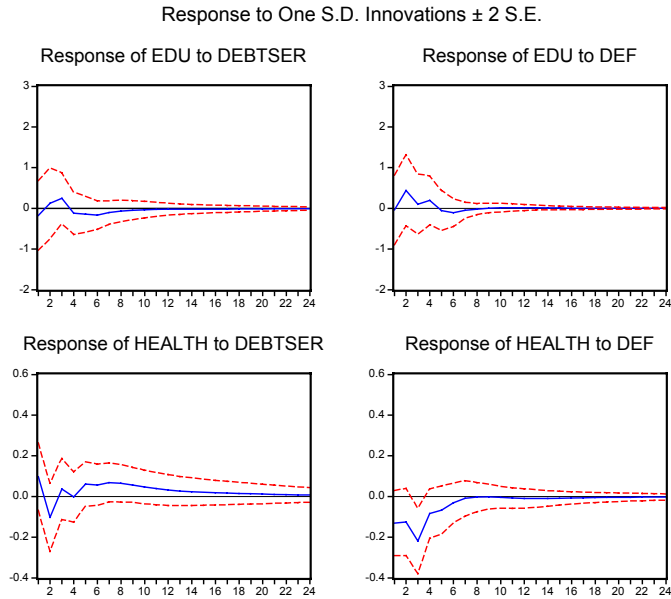 Response to One S.D. Innovations ± 2 S.E.
Response of EDU to DEBTSER
3
2
1
0
-1
-2
2 4 6 8 10 12 14 16 18 20 22 24
Response of EDU to DEF
3
2
1
0
-1
-2
2 4 6 8 10 12 14 16 18 20 22 24
Response of HEALTH to DEBTSER
0.6
0.4
0.2
0.0
-0.2
-0.4
2 4 6 8 10 12 14 16 18 20 22 24
Response of HEALTH to DEF
0.6
0.4
0.2
0.0
-0.2
-0.4
2 4 6 8 10 12 14 16 18 20 22 24